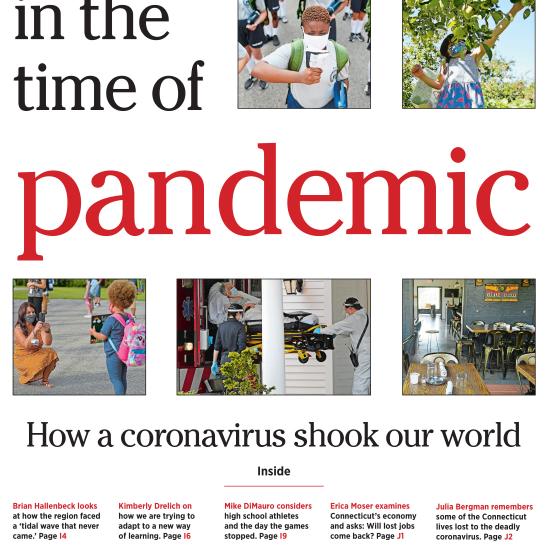 in the
time of
pandemic
How a coronavirus shook our world
Inside
Brian Hallenbeck looks
at how the region faced
a ‘tidal wave that never
came.’ Page I4
Kimberly Drelich on
how we are trying to
adapt to a new way
of learning. Page I6
Mike DiMauro considers
high school athletes
and the day the games
stopped. Page I9
Erica Moser examines
Connecticut’s economy
and asks: Will lost jobs
come back? Page J1
Julia Bergman remembers
some of the Connecticut
lives lost to the deadly
coronavirus. Page J2